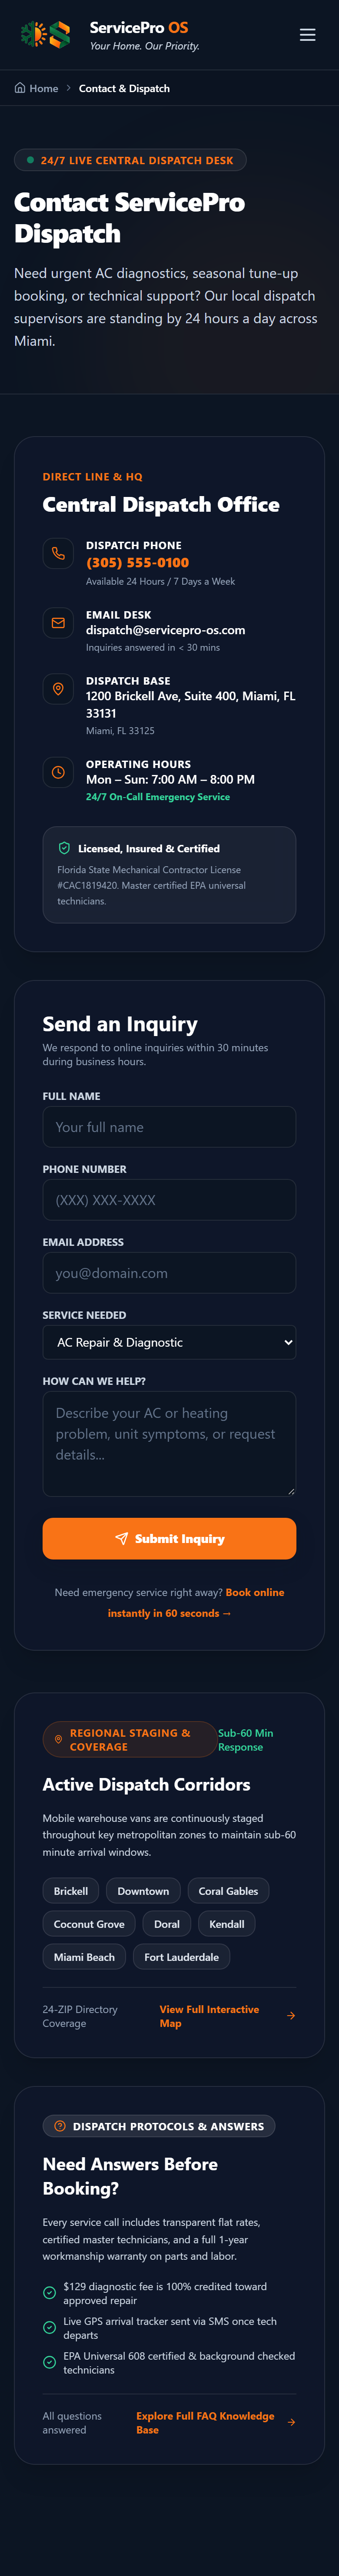 ServicePro OS
Your Home. Our Priority.
Home > Contact & Dispatch
24/7 LIVE CENTRAL DISPATCH DESK
Contact ServicePro
Dispatch
Need urgent AC diagnostics, seasonal tune-up
booking, or technical support? Our local dispatch
supervisors are standing by 24 hours a day across
Miami.
DIRECT LINE & HQ
Central Dispatch Office
DISPATCH PHONE
(305) 555-0100
Available 24 Hours / 7 Days a Week
EMAIL DESK
dispatch@servicepro-os.com
Inquiries answered in < 30 mins
DISPATCH BASE
1200 Brickell Ave, Suite 400, Miami, FL
33131
Miami, FL 33125
OPERATING HOURS
Mon – Sun: 7:00 AM – 8:00 PM
24/7 On-Call Emergency Service
Licensed, Insured & Certified
Florida State Mechanical Contractor License
#CAC1819420. Master certified EPA universal
technicians.
Send an Inquiry
We respond to online inquiries within 30 minutes
during business hours.
FULL NAME
Your full name
PHONE NUMBER
(XXX) XXX-XXXX
EMAIL ADDRESS
you@domain.com
SERVICE NEEDED
AC Repair & Diagnostic
HOW CAN WE HELP?
Describe your AC or heating
problem, unit symptoms, or request
details...
Submit Inquiry
Need emergency service right away? Book online
instantly in 60 seconds →
REGIONAL STAGING &
COVERAGE
Sub-60 Min
Response
Active Dispatch Corridors
Mobile warehouse vans are continuously staged
throughout key metropolitan zones to maintain sub-60
minute arrival windows.
Brickell
Downtown
Coral Gables
Coconut Grove
Doral
Kendall
Miami Beach
Fort Lauderdale
24-ZIP Directory
Coverage
View Full Interactive
Map
DISPATCH PROTOCOLS & ANSWERS
Need Answers Before
Booking?
Every service call includes transparent flat rates,
certified master technicians, and a full 1-year
workmanship warranty on parts and labor.
$129 diagnostic fee is 100% credited toward
approved repair
Live GPS arrival tracker sent via SMS once tech
departs
EPA Universal 608 certified & background checked
technicians
All questions
answered
Explore Full FAQ Knowledge
Base